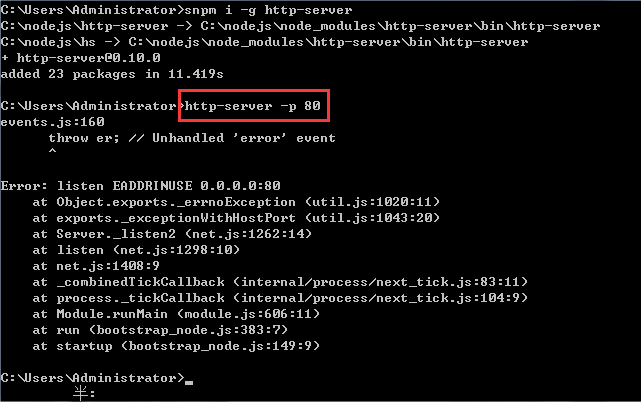 C:\Users\Administrator>snpm i -g http-server
C:\nodejs\http-server -> C:\nodejs\node_modules\http-server\bin\http-server
C:\nodejs\hs -> C:\nodejs\node_modules\http-server\bin\http-server
+ http-server@0.10.0
added 23 packages in 11.419s
C:\Users\Administrator>http-server -p 80
events.js:160
      throw er; // Unhandled 'error' event
      ^
Error: listen EADDRINUSE 0.0.0.0:80
    at Object.exports._errnoException (util.js:1020:11)
    at exports._exceptionWithHostPort (util.js:1043:20)
    at Server._listen2 (net.js:1262:14)
    at listen (net.js:1298:10)
    at net.js:1408:9
    at _combinedTickCallback (internal/process/next_tick.js:83:11)
    at process._tickCallback (internal/process/next_tick.js:104:9)
    at Module.runMain (module.js:606:11)
    at run (bootstrap_node.js:383:7)
    at startup (bootstrap_node.js:149:9)
C:\Users\Administrator>_
半: